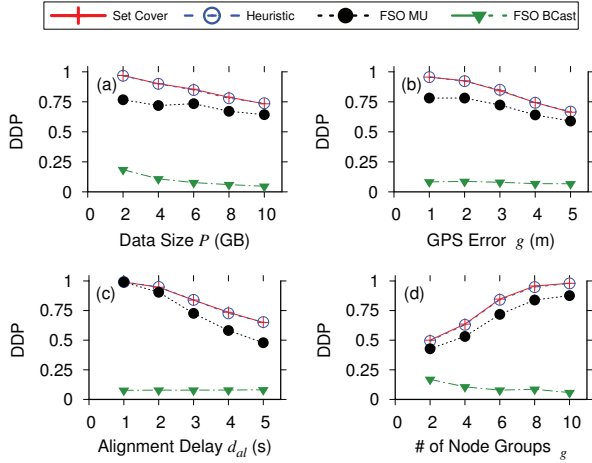 Set Cover Heuristic FSO MU FSO BCast
(a) (b)
DDP 0 0.25 0.5 0.75 1
0 2 4 6 8 10
Data Size P (GB)
DDP 0 0.25 0.5 0.75 1
0 1 2 3 4 5
GPS Error g (m)
(c) (d)
DDP 0 0.25 0.5 0.75 1
0 1 2 3 4 5
Alignment Delay d_al (s)
DDP 0 0.25 0.5 0.75 1
0 2 4 6 8 10
# of Node Groups g